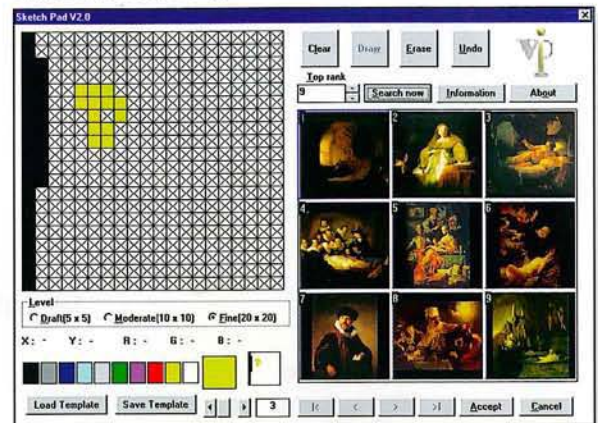 Sketch Pad V2.0
Clear Draw Erase Undo
Top rank
9 Search now Information About
1 2 3
4 5 6
7 8 9
Level
Draft(5 x 5) Moderate(10 x 10) Fine(20 x 20)
X: - Y: - R: - G: - B: -
Load Template Save Template 3 |< < > >| Accept Cancel